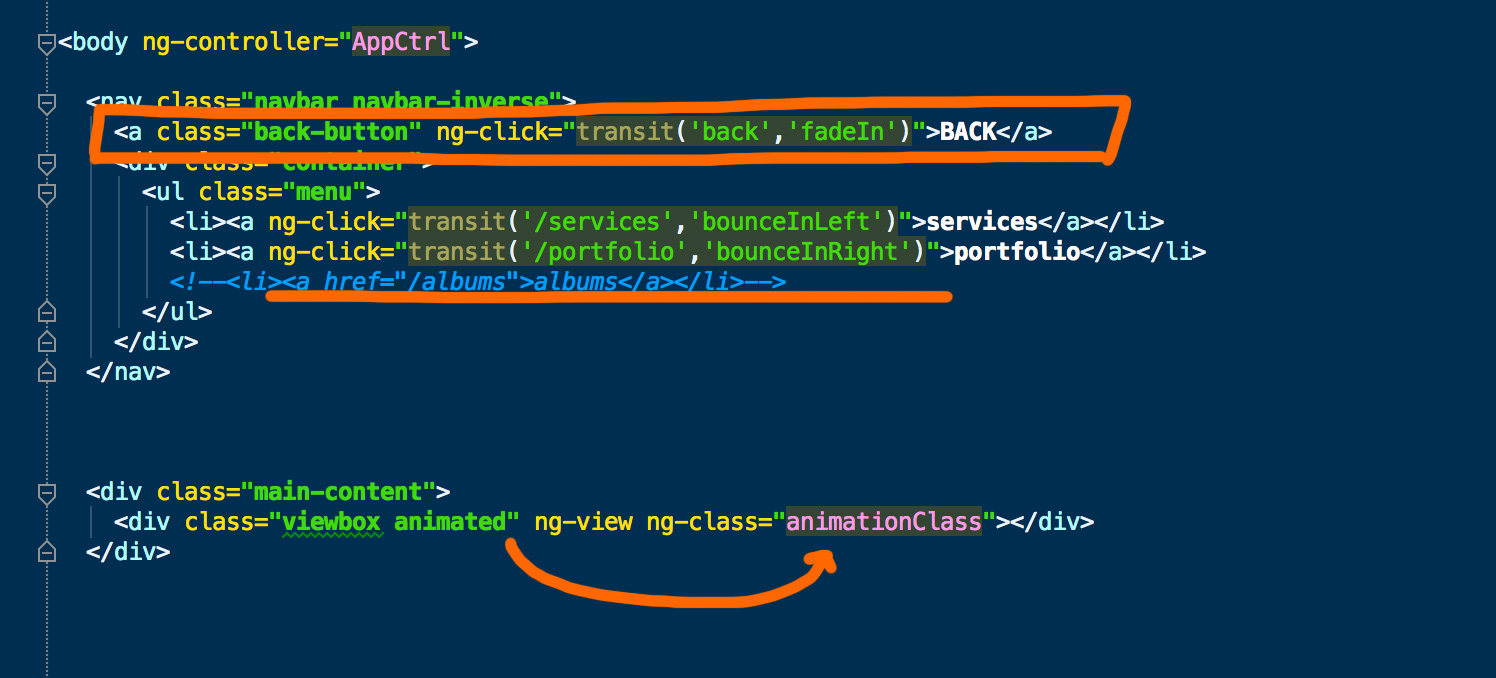 <body ng-controller="AppCtrl">
<nav class="navbar navbar-inverse">
<a class="back-button" ng-click="transit('back','fadeIn')">BACK</a>
<div class="container">
<ul class="menu">
<li><a ng-click="transit('/services','bounceInLeft')">services</a></li>
<li><a ng-click="transit('/portfolio','bounceInRight')">portfolio</a></li>
<!--<li><a href="/albums">albums</a></li>-->
</ul>
</div>
</nav>
<div class="main-content">
<div class="viewbox animated" ng-view ng-class="animationClass"></div>
</div>